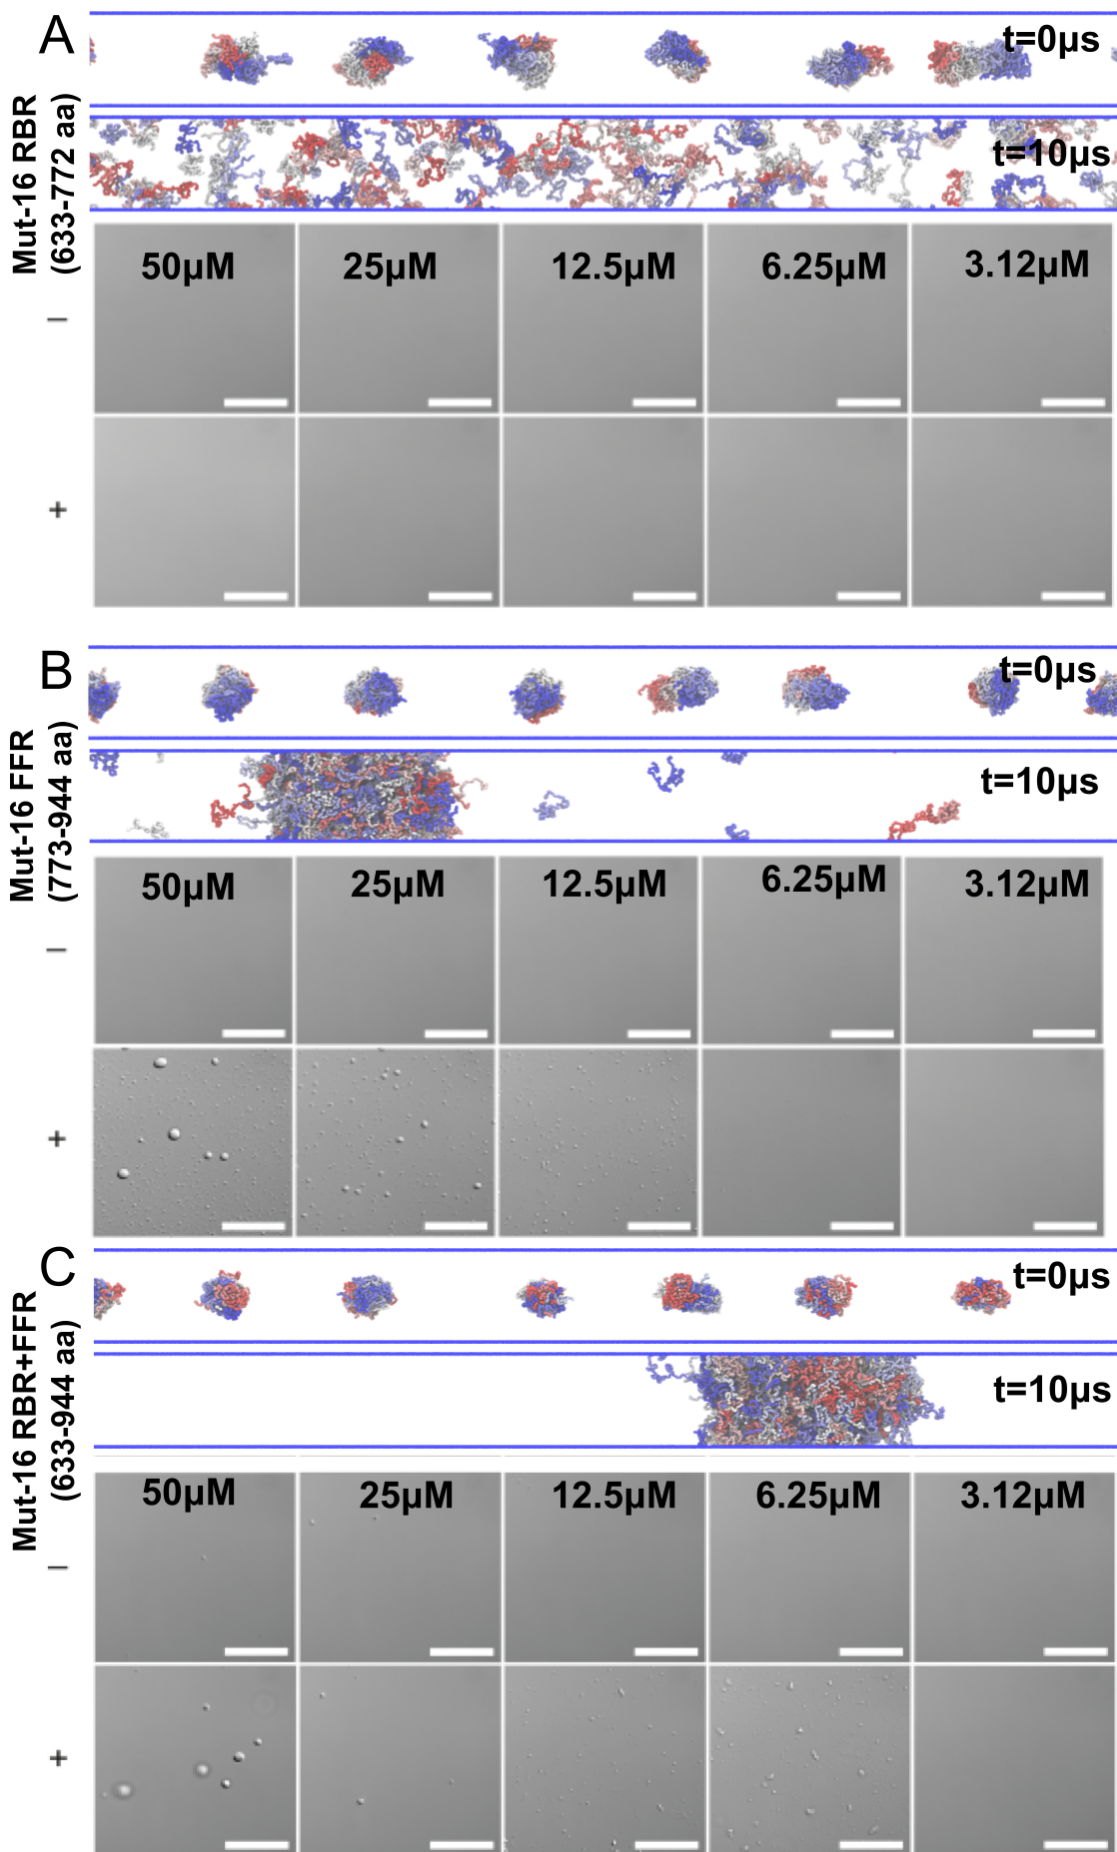 A
t=0µs
t=10µs
Mut-16 RBR
(633-772 aa)
50µM
25µM
12.5µM
6.25µM
3.12µM
–
+
B
t=0µs
t=10µs
Mut-16 FFR
(773-944 aa)
50µM
25µM
12.5µM
6.25µM
3.12µM
–
+
C
t=0µs
t=10µs
Mut-16 RBR+FFR
(633-944 aa)
50µM
25µM
12.5µM
6.25µM
3.12µM
–
+